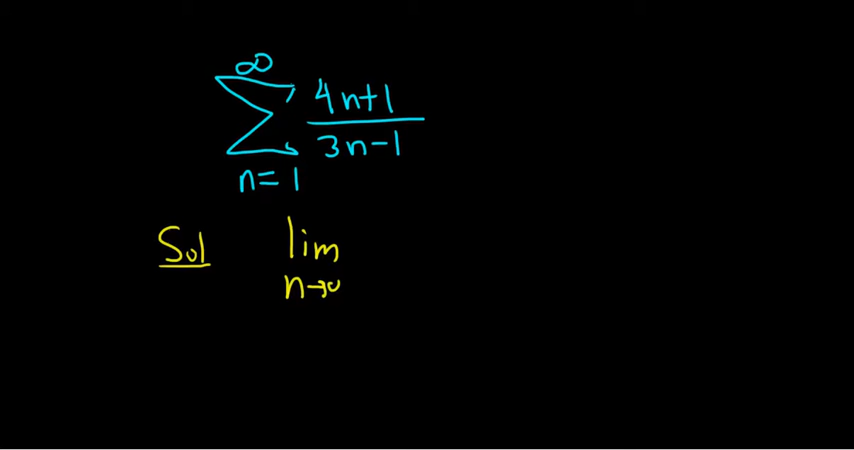 ∞
Σ 4n+1
3n-1
n=1
Sol lim
n→∞